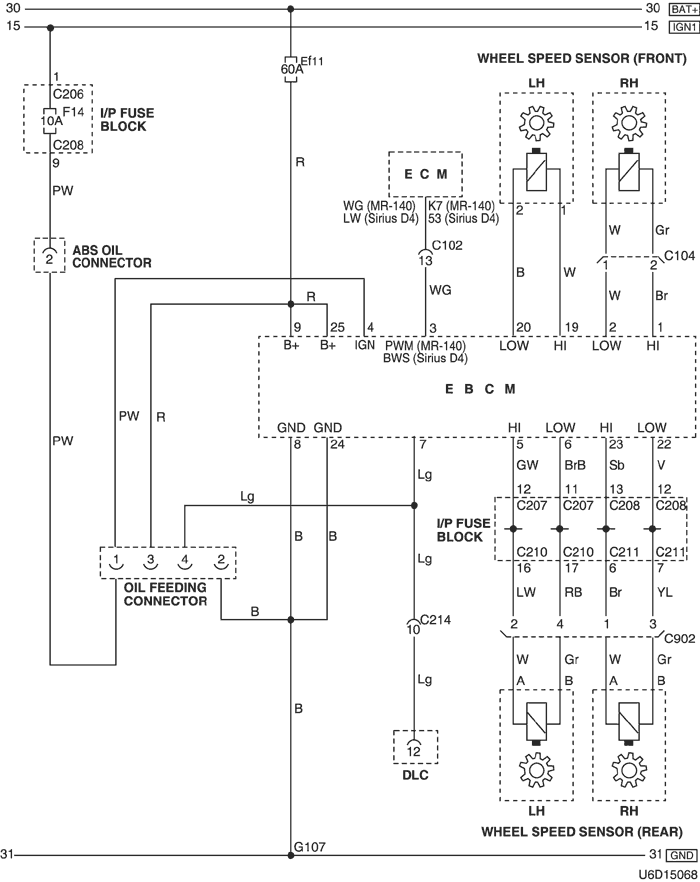 30 30 BAT+
15 15 IGN1
Ef11
60A
WHEEL SPEED SENSOR (FRONT)
LH RH
1
C206
F14
10A
C208
9
I/P FUSE
BLOCK
PW
R
E C M
WG (MR-140) K7 (MR-140)
LW (Sirius D4) 53 (Sirius D4)
2 1
C102
13
W Gr
C104
1 2
2
ABS OIL
CONNECTOR
WG
B W W Br
R
9 25 4 3 20 19 2 1
B+ B+ IGN PWM (MR-140) LOW HI LOW HI
BWS (Sirius D4)
E B C M
PW R
PW
GND GND HI LOW HI LOW
8 24 7 5 6 23 22
Lg GW BrB Sb V
12 11 13 12
Lg
C207 C207 C208 C208
I/P FUSE
BLOCK
B B
Lg
C210 C210 C211 C211
16 17 6 7
1 3 4 2
OIL FEEDING
CONNECTOR
LW RB Br YL
B
C214
10
2 4 1 3
C902
W Gr W Gr
Lg
A B A B
B
12
DLC
LH RH
WHEEL SPEED SENSOR (REAR)
G107
31 31 GND
U6D15068